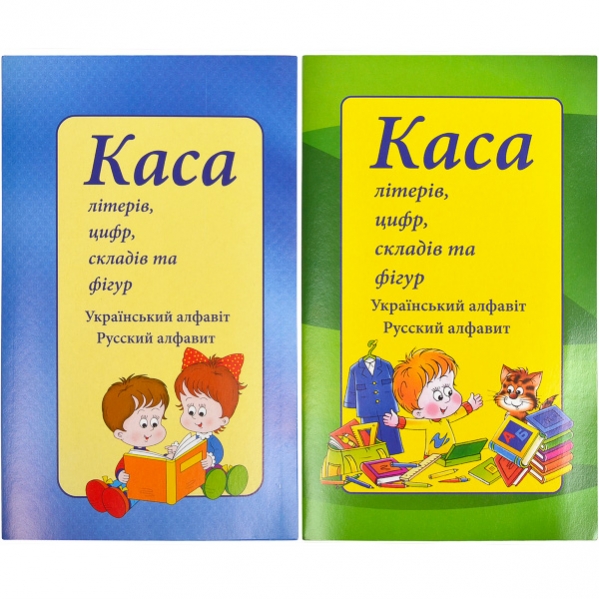 Каса
літерів,
цифр,
складів та
фігур
Український алфавіт
Русский алфавит
Каса
літерів,
цифр,
складів та
фігур
Український алфавіт
Русский алфавит
А
Б